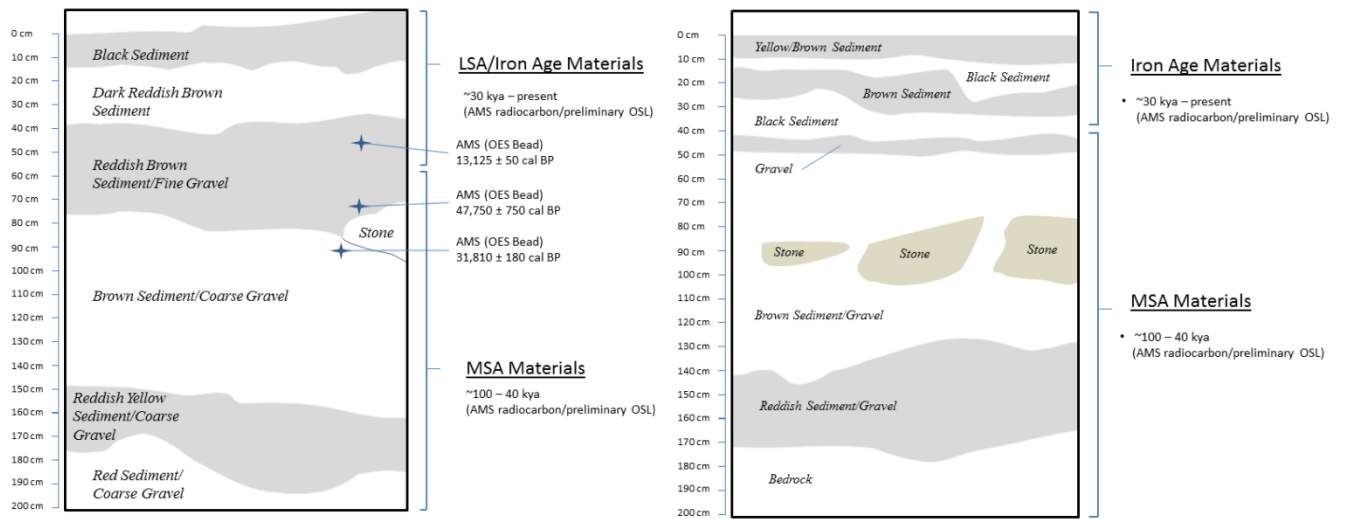 0 cm
10 cm
20 cm
30 cm
40 cm
50 cm
60 cm
70 cm
80 cm
90 cm
100 cm
110 cm
120 cm
130 cm
140 cm
150 cm
160 cm
170 cm
180 cm
190 cm
200 cm
Black Sediment
Dark Reddish Brown
Sediment
Reddish Brown
Sediment/Fine Gravel
Stone
Brown Sediment/Coarse Gravel
Reddish Yellow
Sediment/Coarse
Gravel
Red Sediment/
Coarse Gravel
LSA/Iron Age Materials
~30 kya – present
(AMS radiocarbon/preliminary OSL)
AMS (OES Bead)
13,125 ± 50 cal BP
AMS (OES Bead)
47,750 ± 750 cal BP
AMS (OES Bead)
31,810 ± 180 cal BP
MSA Materials
~100 – 40 kya
(AMS radiocarbon/preliminary OSL)
0 cm
10 cm
20 cm
30 cm
40 cm
50 cm
60 cm
70 cm
80 cm
90 cm
100 cm
110 cm
120 cm
130 cm
140 cm
150 cm
160 cm
170 cm
180 cm
190 cm
200 cm
Yellow/Brown Sediment
Black Sediment
Brown Sediment
Black Sediment
Gravel
Stone
Stone
Stone
Brown Sediment/Gravel
Reddish Sediment/Gravel
Bedrock
Iron Age Materials
• ~30 kya – present
(AMS radiocarbon/preliminary OSL)
MSA Materials
• ~100 – 40 kya
(AMS radiocarbon/preliminary OSL)